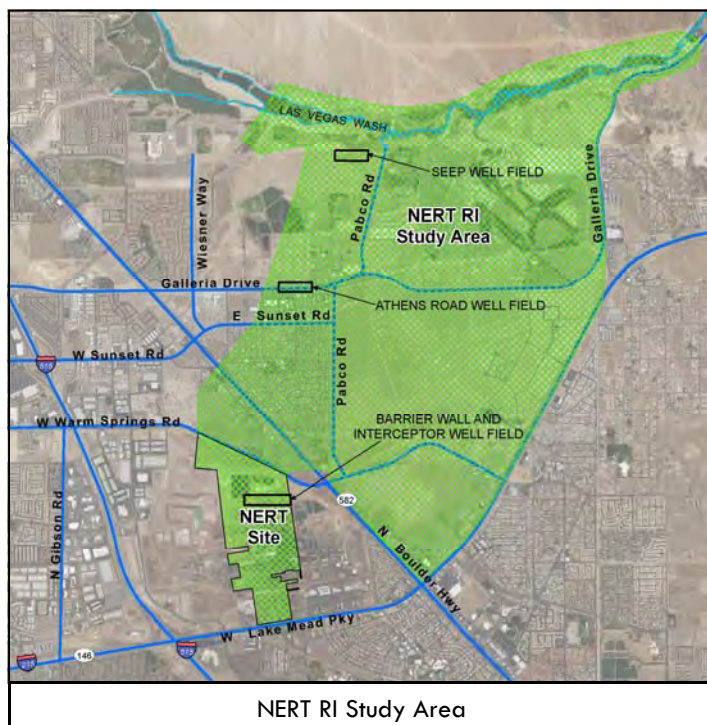 LAS VEGAS WASH
SEEP WELL FIELD
Wiesner Way
Pabco Rd
NERT RI
Study Area
Galleria Drive
Galleria Drive
ATHENS ROAD WELL FIELD
E Sunset Rd
W Sunset Rd
515
Pabco Rd
W Warm Springs Rd
BARRIER WALL AND
INTERCEPTOR WELL FIELD
N Gibson Rd
582
NERT
Site
N Boulder Hwy
W Lake Mead Pky
146
215
515
NERT RI Study Area